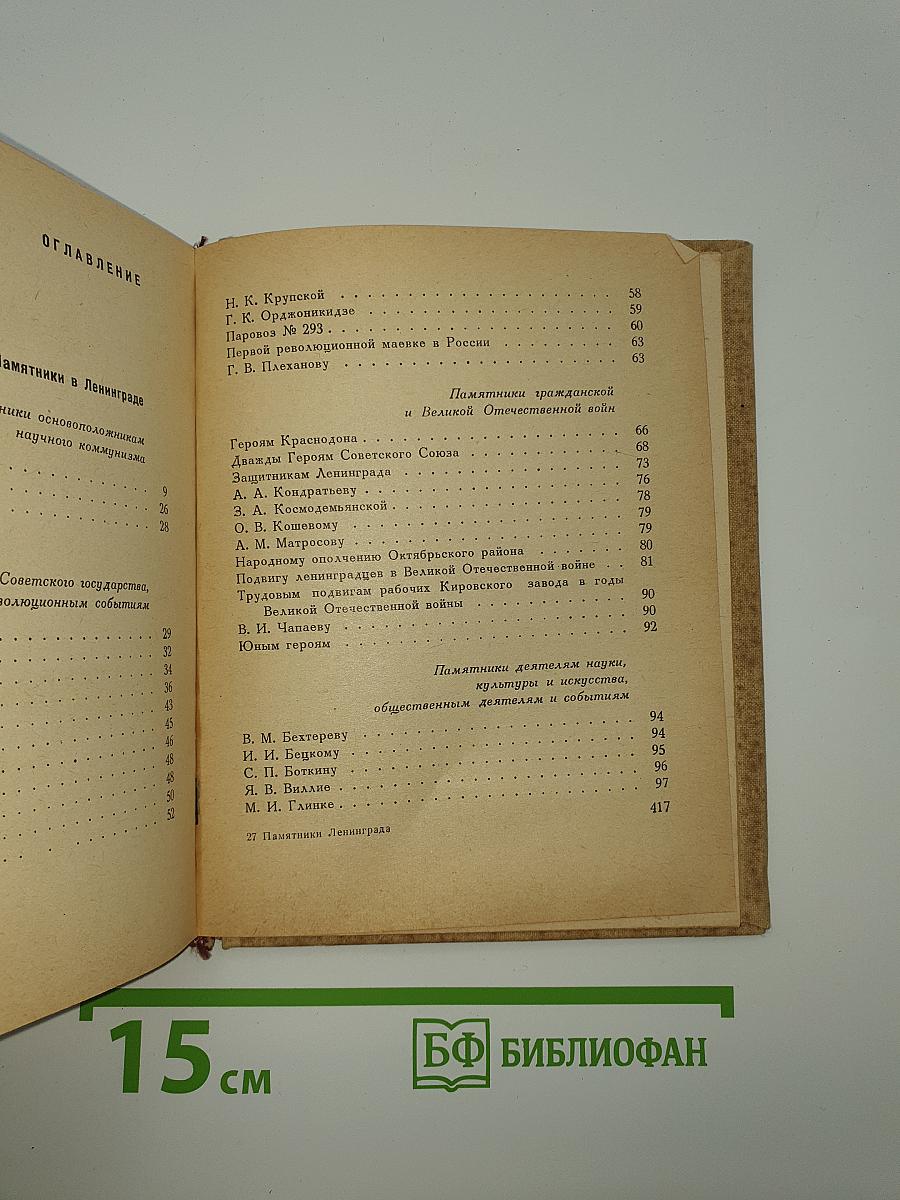 ОГЛАВЛЕНИЕ
Памятники в Ленинграде
основоположникам
научного коммунизма
9
26
28
Советского государства,
событиям
29
32
34
36
43
45
46
48
48
50
52
Н. К. Крупской . . . . . . . . . . . . . . . . . . . . 58
Г. К. Орджоникидзе . . . . . . . . . . . . . . . . . . 59
Паровоз № 293 . . . . . . . . . . . . . . . . . . . . 60
Первой революционной маевке в России . . . . . . . . 63
Г. В. Плеханову . . . . . . . . . . . . . . . . . . . . 63
Памятники гражданской
и Великой Отечественной войн
Героям Краснодона . . . . . . . . . . . . . . . . . . 66
Дважды Героям Советского Союза . . . . . . . . . . . 68
Защитникам Ленинграда . . . . . . . . . . . . . . . . 73
А. А. Кондратьеву . . . . . . . . . . . . . . . . . . . 76
З. А. Космодемьянской . . . . . . . . . . . . . . . . . 78
О. В. Кошевому . . . . . . . . . . . . . . . . . . . . 79
А. М. Матросову . . . . . . . . . . . . . . . . . . . . 79
Народному ополчению Октябрьского района . . . . . . 80
Подвигу ленинградцев в Великой Отечественной войне . . 81
Трудовым подвигам рабочих Кировского завода в годы
Великой Отечественной войны . . . . . . . . . . . 90
В. И. Чапаеву . . . . . . . . . . . . . . . . . . . . . 90
Юным героям . . . . . . . . . . . . . . . . . . . . . 92
Памятники деятелям науки,
культуры и искусства,
общественным деятелям и событиям
В. М. Бехтереву . . . . . . . . . . . . . . . . . . . . 94
И. И. Бецкому . . . . . . . . . . . . . . . . . . . . . 94
С. П. Боткину . . . . . . . . . . . . . . . . . . . . . 95
Я. В. Виллие . . . . . . . . . . . . . . . . . . . . . 96
М. И. Глинке . . . . . . . . . . . . . . . . . . . . . 97
27 Памятники Ленинграда 417
15 см
БФ БИБЛИОФАН